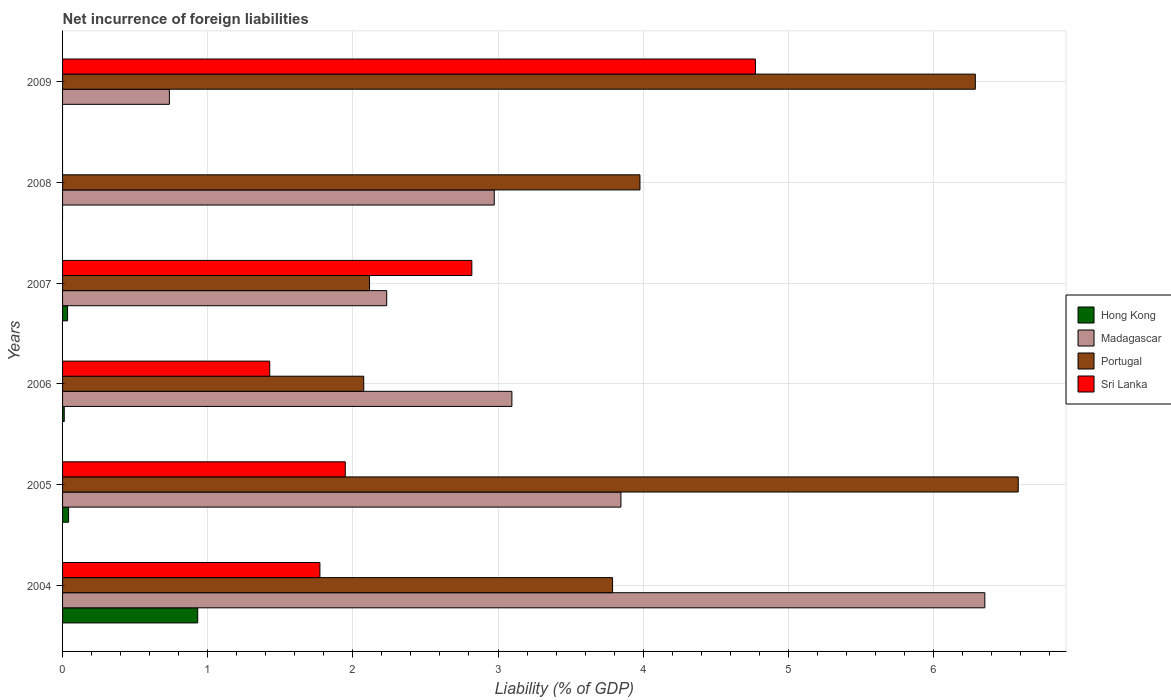 Net incurrence of foreign liabilities
Years
2009
2008
2007
2006
2005
2004
0
1
2
3
4
5
6
Liability (% of GDP)
Hong Kong
Madagascar
Portugal
Sri Lanka